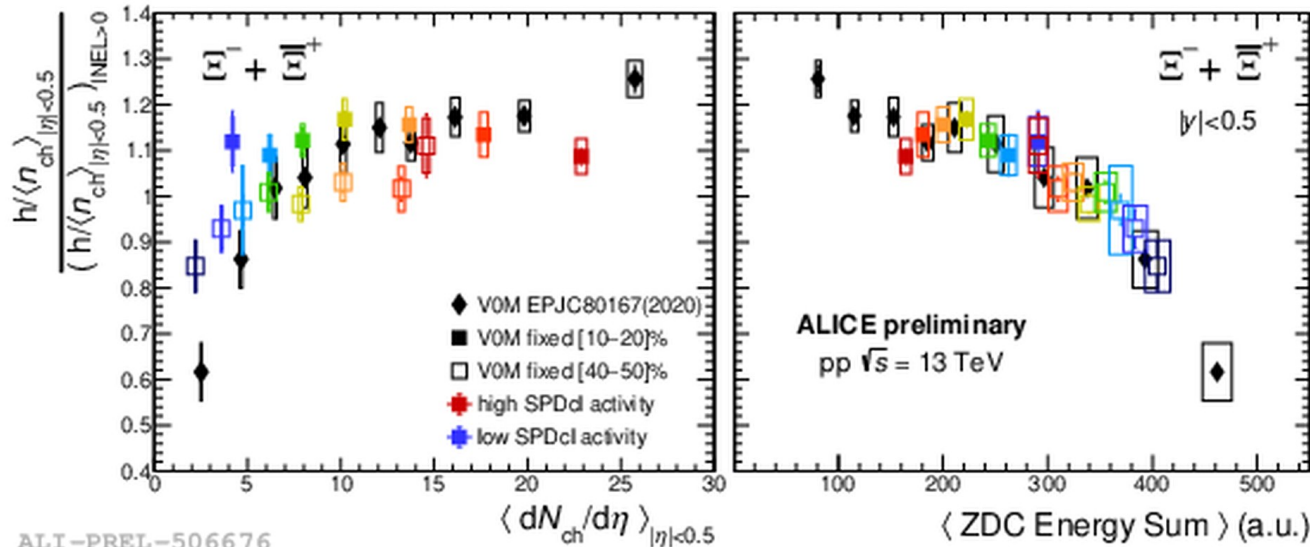 h/⟨n_ch⟩_|η|<0.5
(h/⟨n_ch⟩_|η|<0.5)_INEL>0
1.4
1.3
1.2
1.1
1
0.9
0.8
0.7
0.6
0.5
0.4
Ξ⁻ + Ξ̅⁺
V0M EPJC80167(2020)
V0M fixed [10–20]%
V0M fixed [40–50]%
high SPDcl activity
low SPDcl activity
0 5 10 15 20 25 30
⟨ dN_ch/dη ⟩_|η|<0.5
Ξ⁻ + Ξ̅⁺
|y|<0.5
ALICE preliminary
pp √s = 13 TeV
100 200 300 400 500
⟨ ZDC Energy Sum ⟩ (a.u.)
ALI-PREL-506676